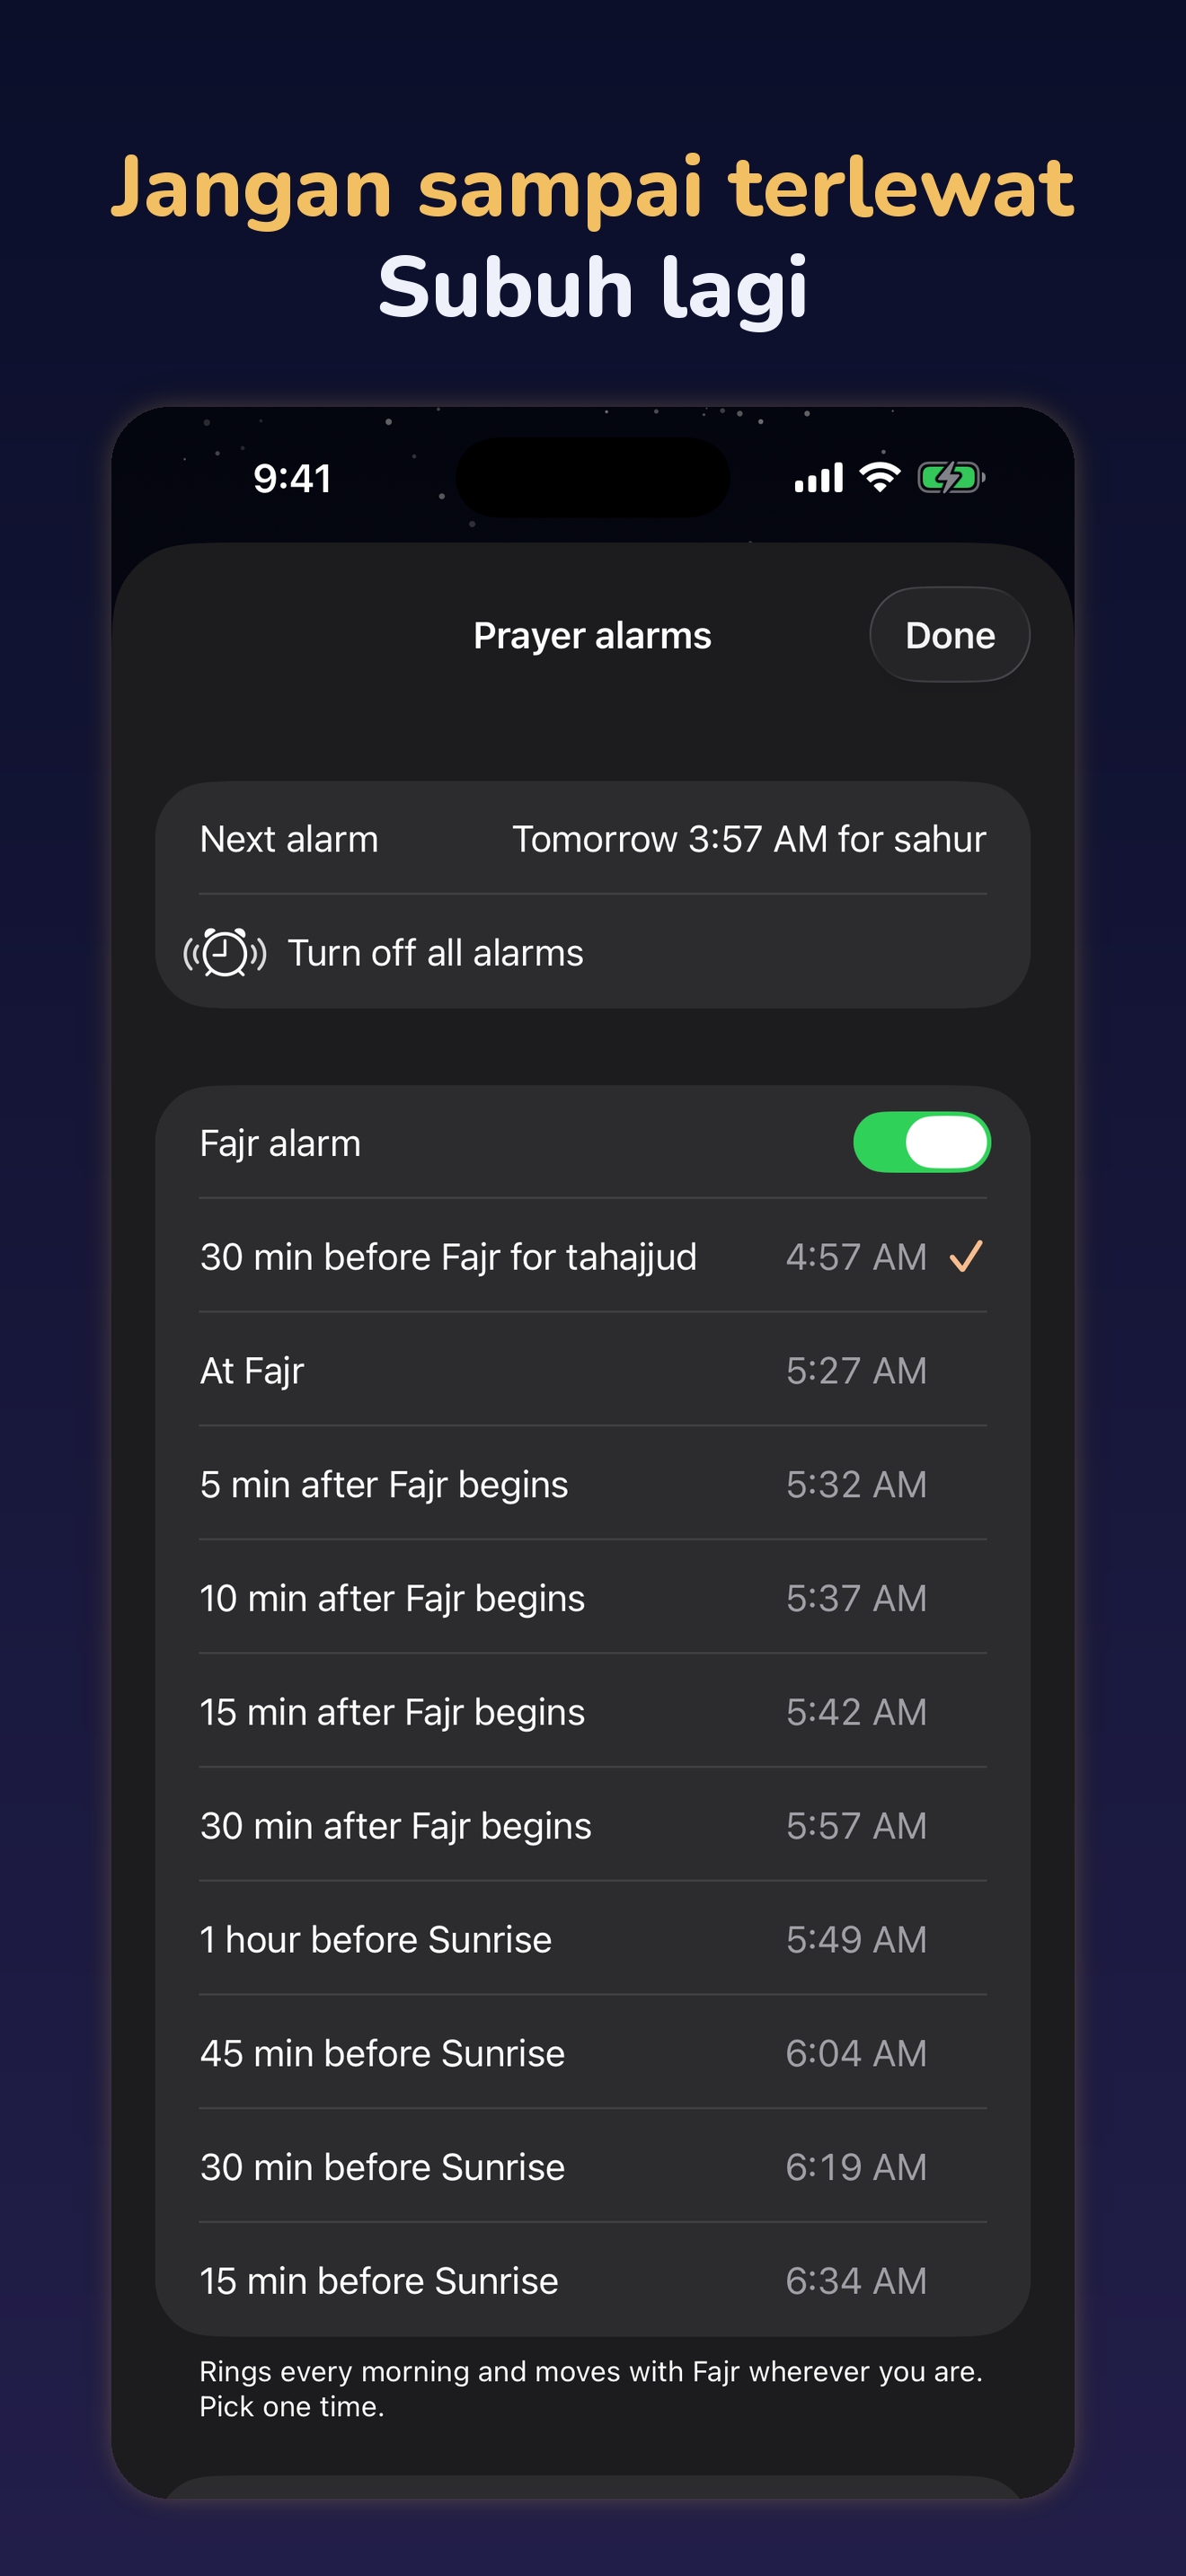 Jangan sampai terlewat
Subuh lagi
9:41
Prayer alarms
Done
Next alarm Tomorrow 3:57 AM for sahur
Turn off all alarms
Fajr alarm
30 min before Fajr for tahajjud 4:57 AM
At Fajr 5:27 AM
5 min after Fajr begins 5:32 AM
10 min after Fajr begins 5:37 AM
15 min after Fajr begins 5:42 AM
30 min after Fajr begins 5:57 AM
1 hour before Sunrise 5:49 AM
45 min before Sunrise 6:04 AM
30 min before Sunrise 6:19 AM
15 min before Sunrise 6:34 AM
Rings every morning and moves with Fajr wherever you are.
Pick one time.